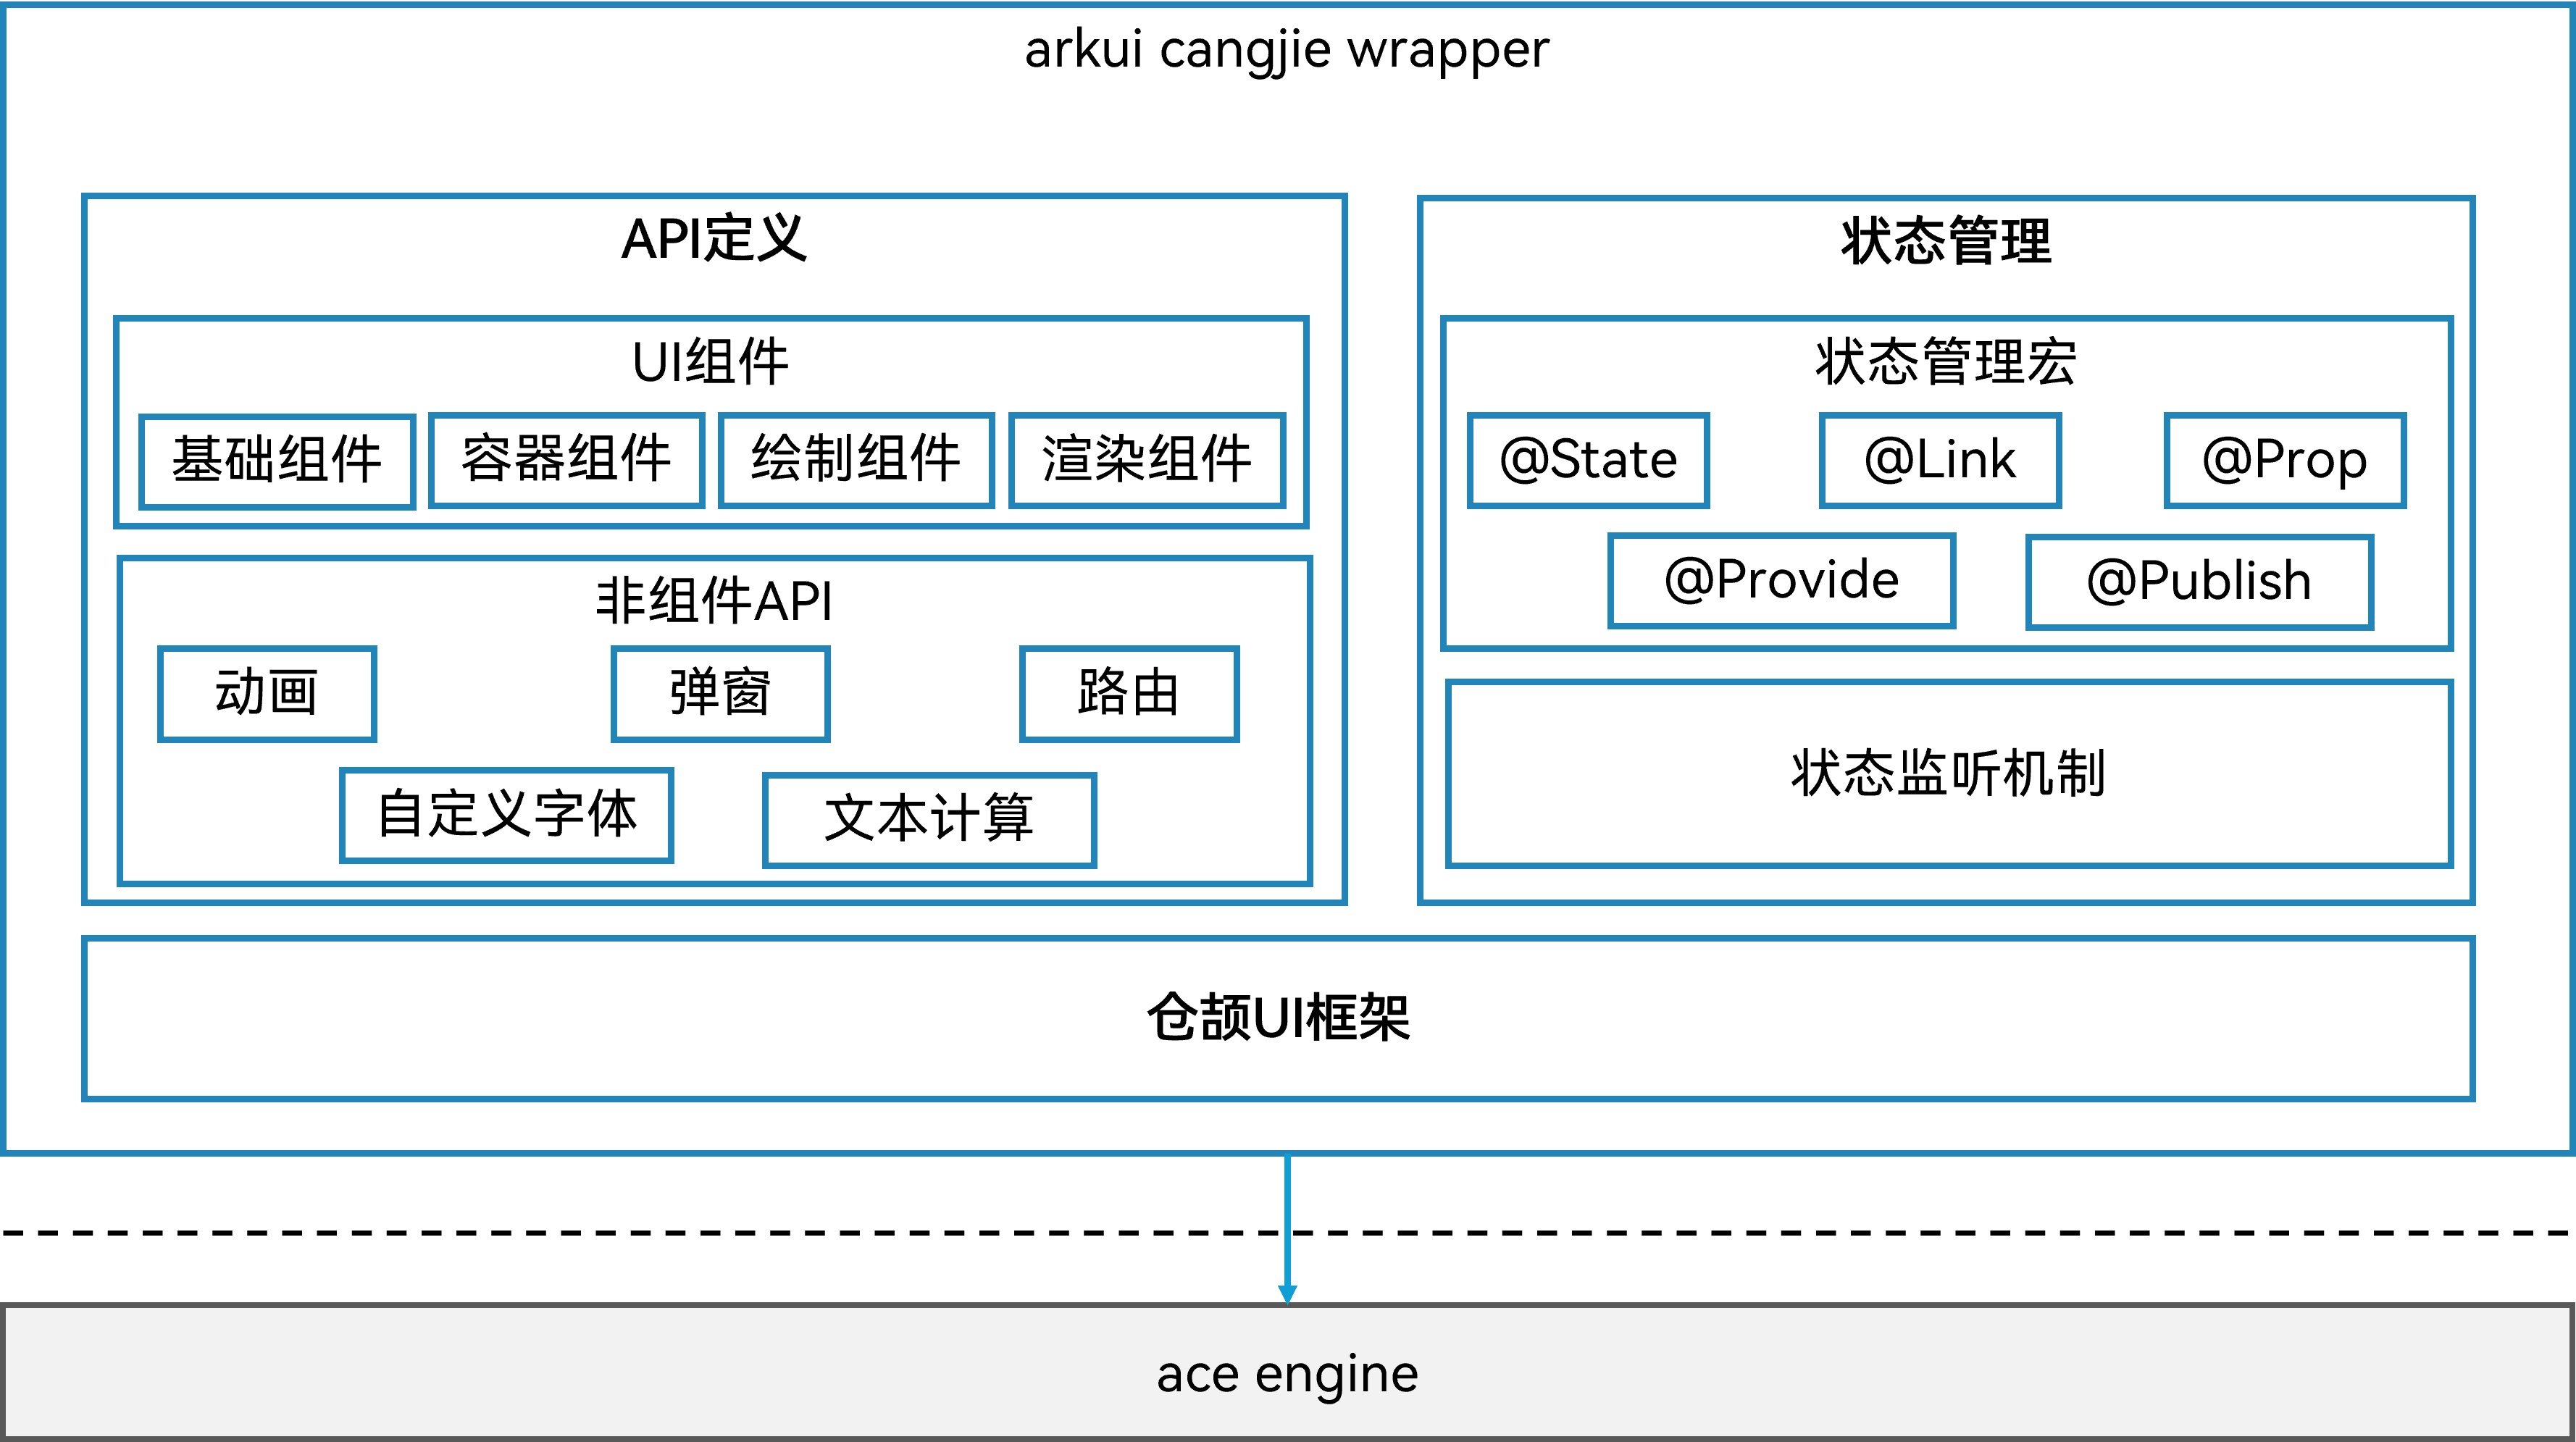 arkui cangjie wrapper
API定义
UI组件
基础组件
容器组件
绘制组件
渲染组件
非组件API
动画
弹窗
路由
自定义字体
文本计算
状态管理
状态管理宏
@State
@Link
@Prop
@Provide
@Publish
状态监听机制
仓颉UI框架
ace engine